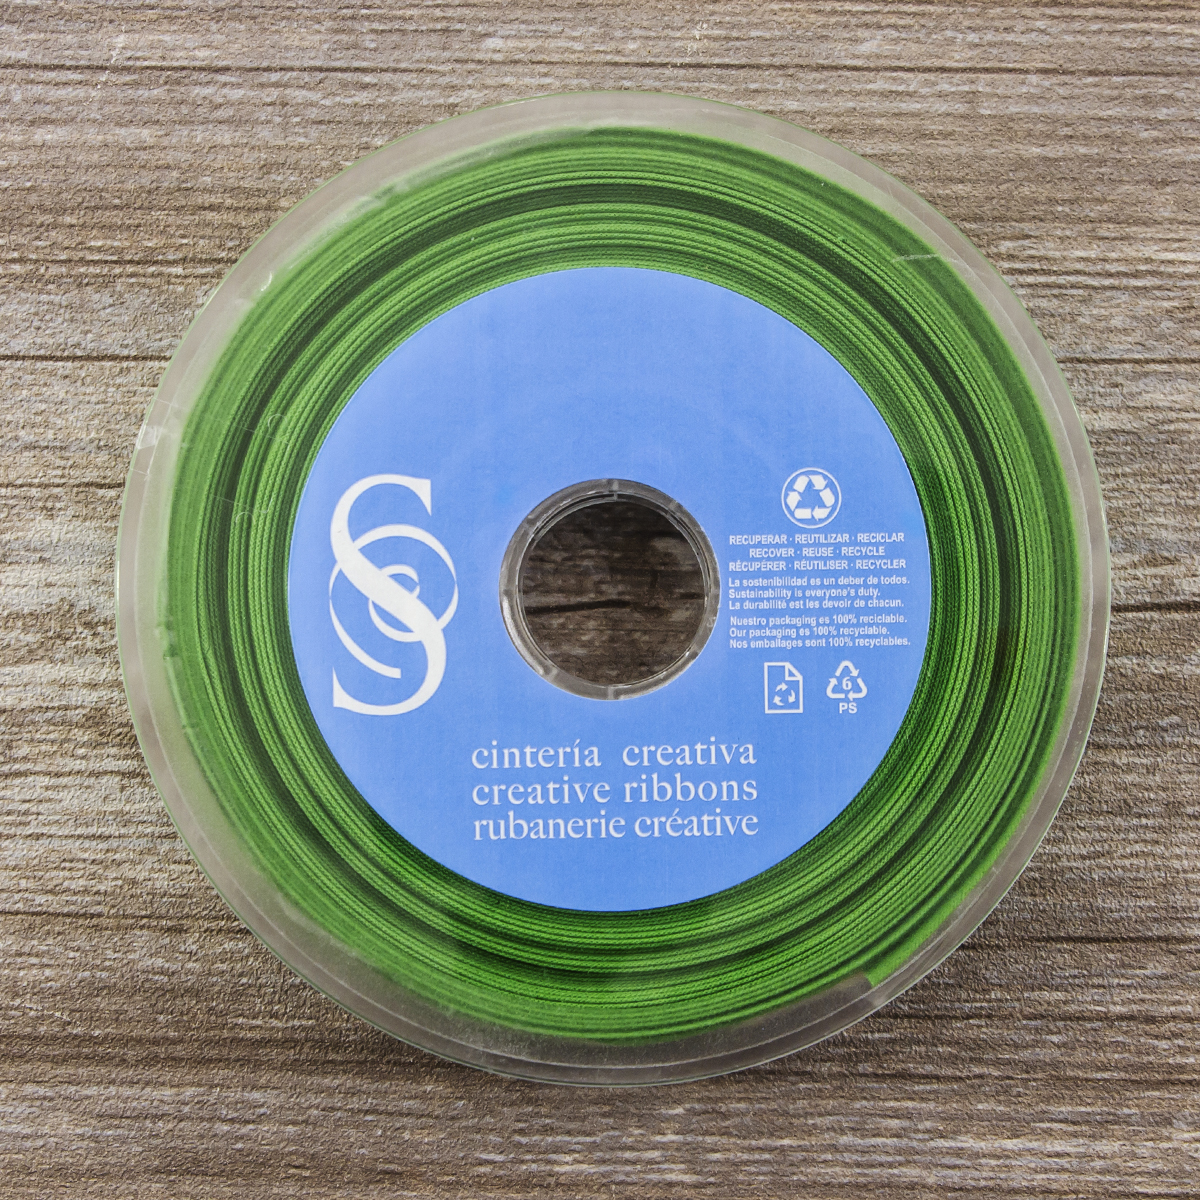 S
RECUPERAR · REUTILIZAR · RECICLAR
RECOVER · REUSE · RECYCLE
RÉCUPÉRER · RÉUTILISER · RECYCLER
La sostenibilidad es un deber de todos.
Sustainability is everyone's duty.
La durabilité est les devoir de chacun.
Nuestro packaging es 100% reciclable.
Our packaging es 100% recyclable.
Nos emballages sont 100% recyclables.
6
PS
cintería creativa
creative ribbons
rubanerie créative